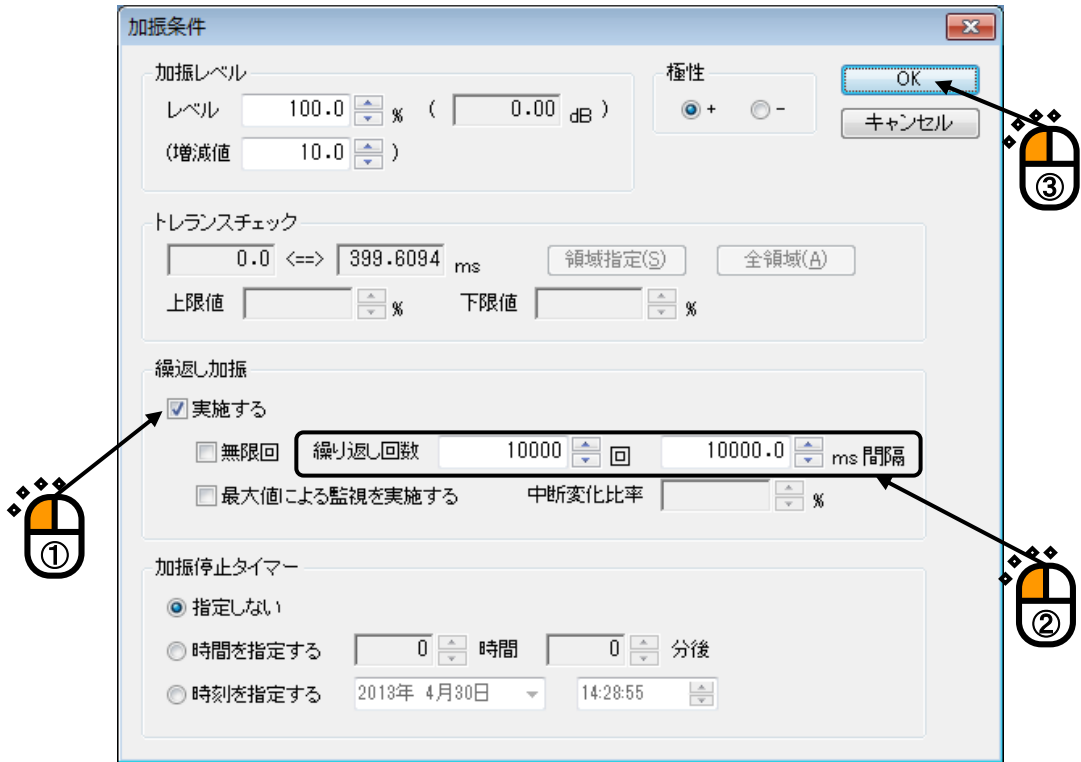 加振条件
加振レベル
レベル 100.0 % ( 0.00 dB )
(増減値 10.0 )
極性
+ -
OK
キャンセル
③
トレランスチェック
0.0 <==> 399.6094 ms 領域指定(S) 全領域(A)
上限値 % 下限値 %
繰返し加振
実施する
無限回 繰り返し回数 10000 回 10000.0 ms 間隔
最大値による監視を実施する 中断変化比率 %
①
②
加振停止タイマー
指定しない
時間を指定する 0 時間 0 分後
時刻を指定する 2013年 4月30日 14:28:55